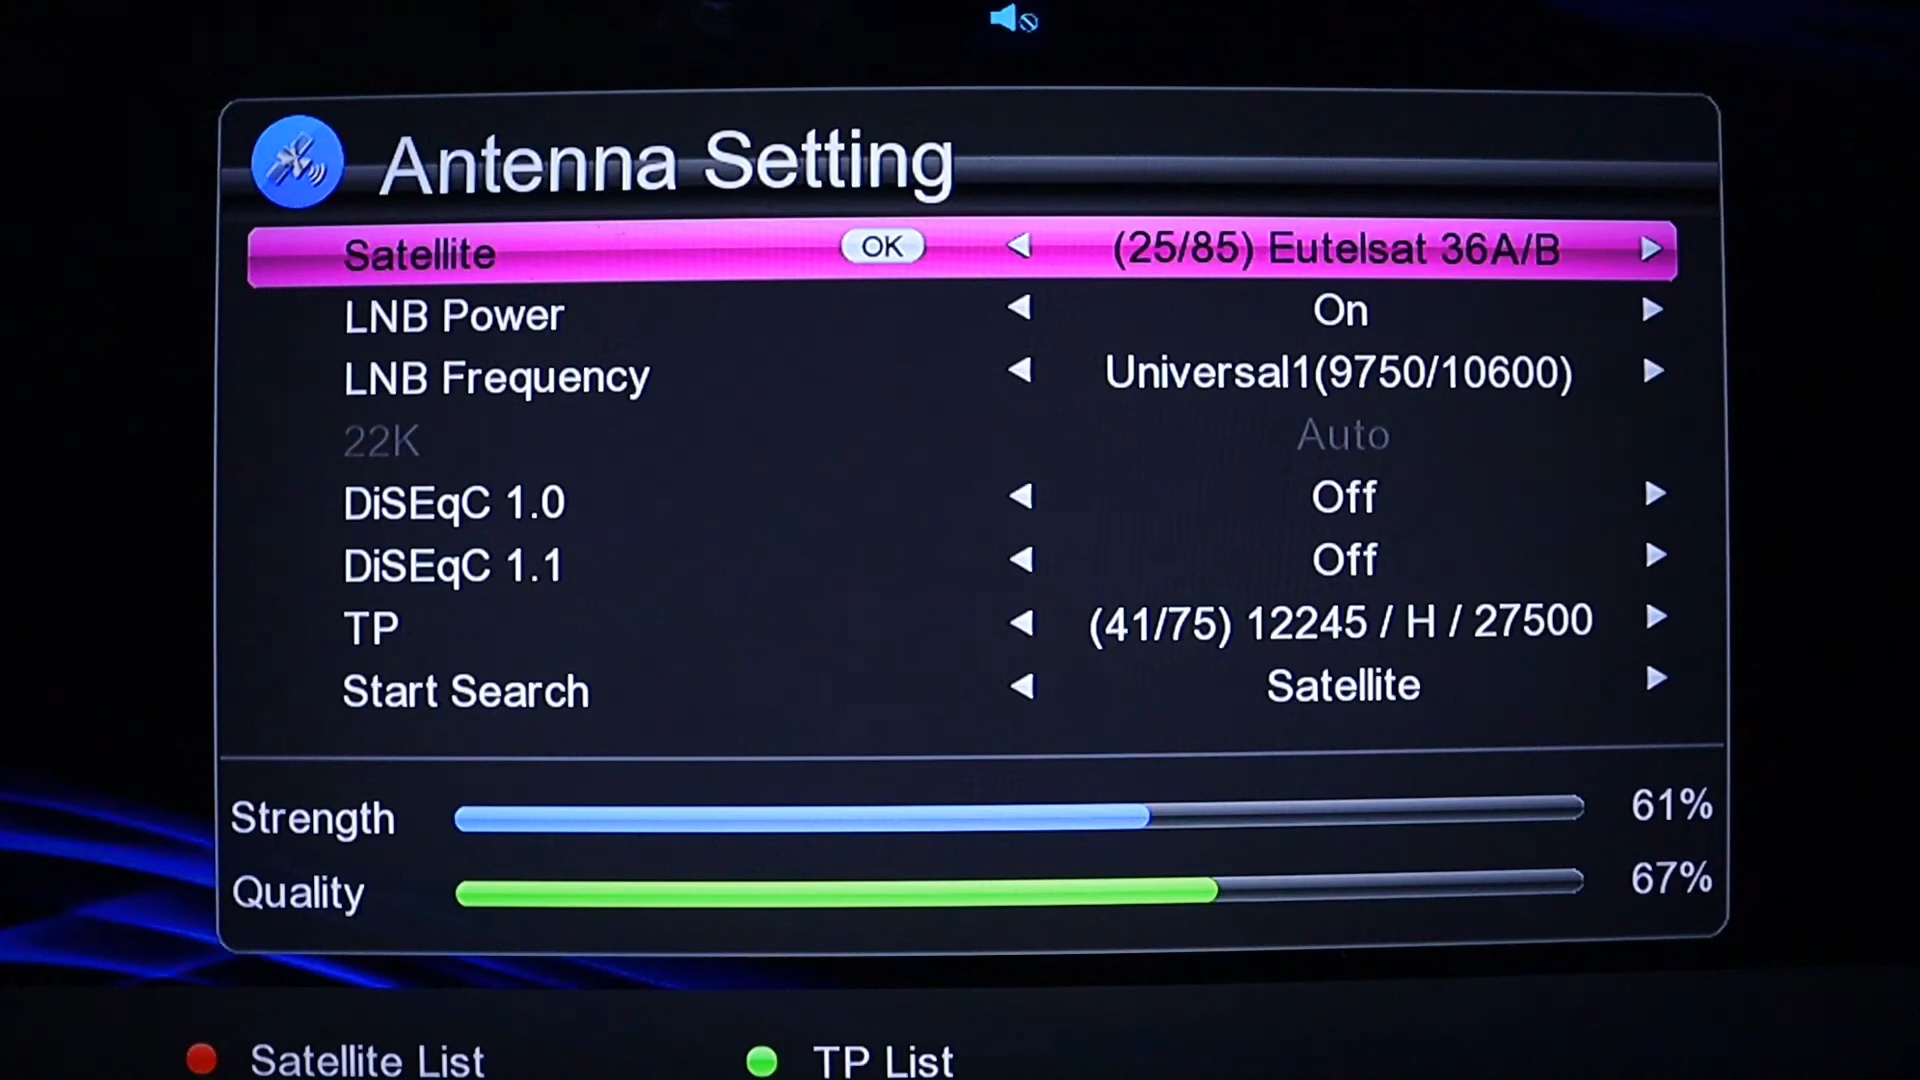 Antenna Setting
Satellite OK (25/85) Eutelsat 36A/B
LNB Power On
LNB Frequency Universal1(9750/10600)
22K Auto
DiSEqC 1.0 Off
DiSEqC 1.1 Off
TP (41/75) 12245 / H / 27500
Start Search Satellite
Strength 61%
Quality 67%
Satellite List TP List